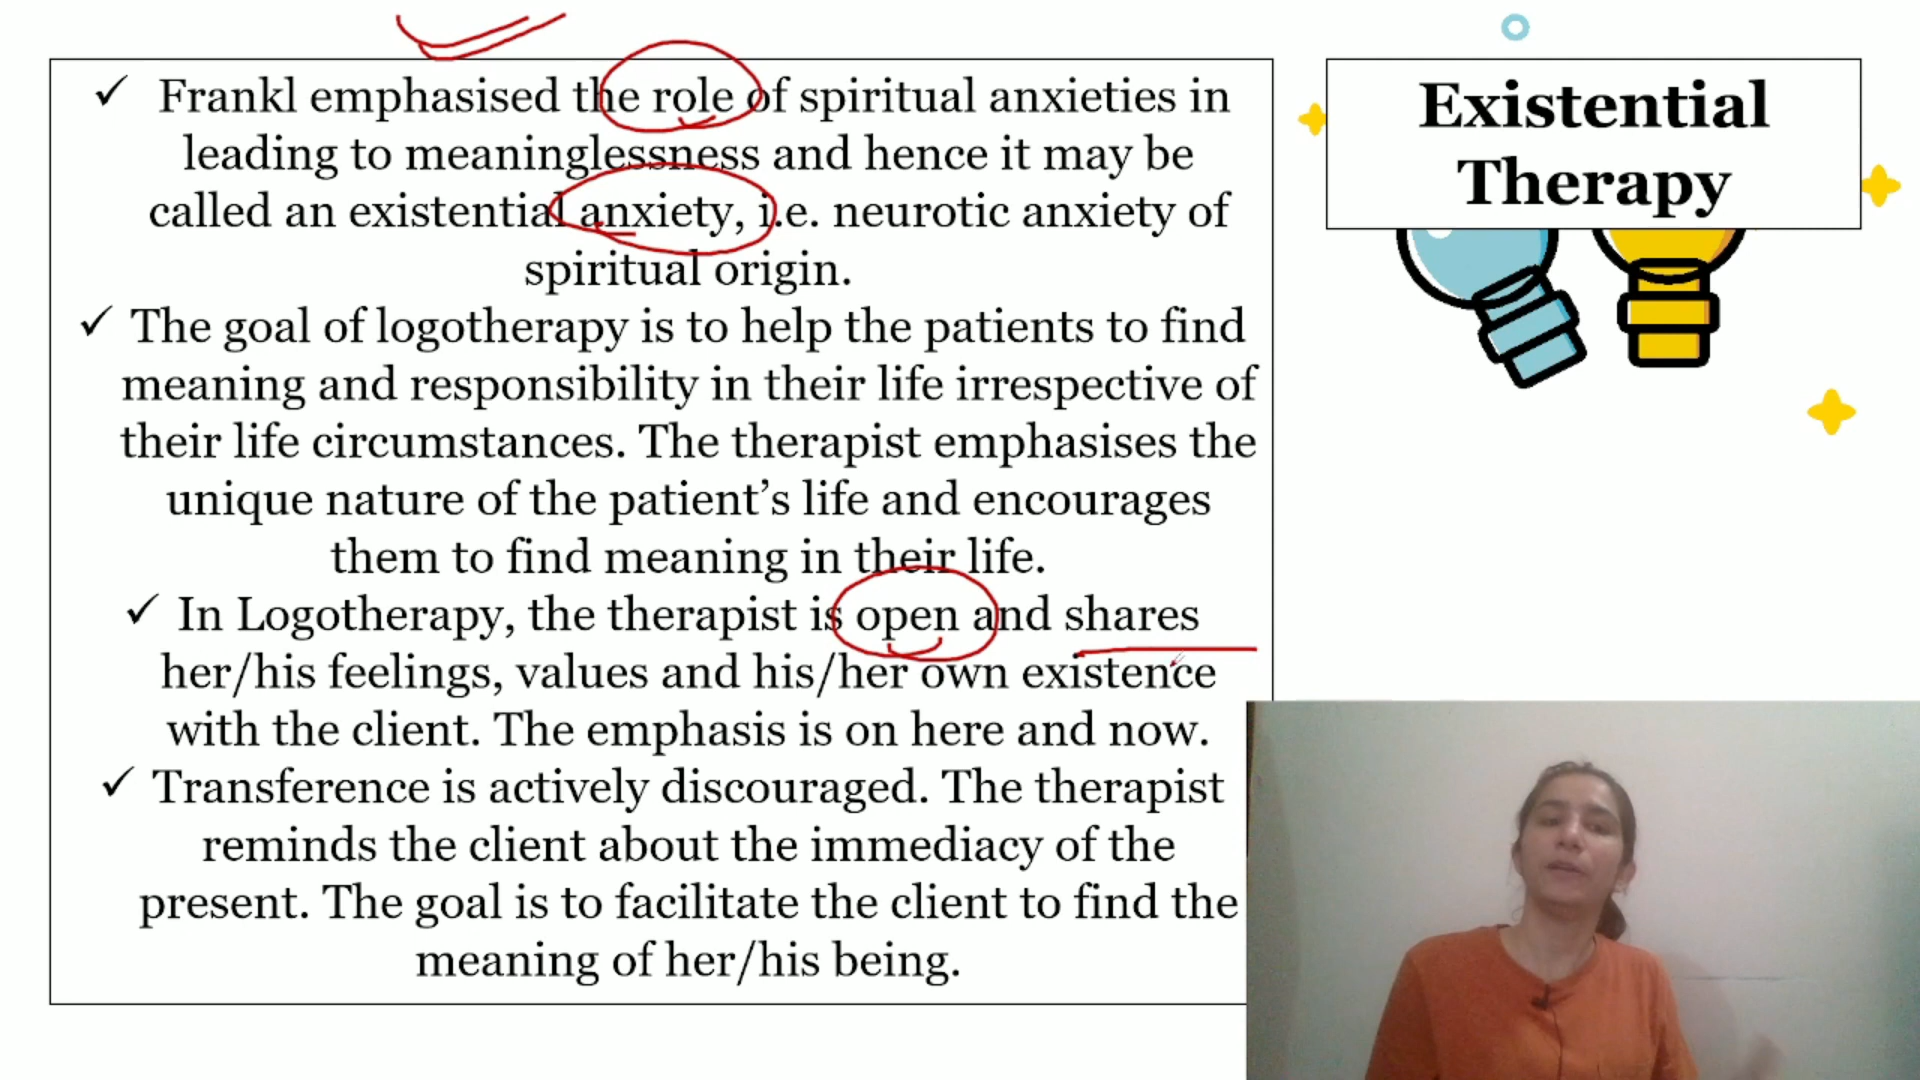 ✓ Frankl emphasised the role of spiritual anxieties in
leading to meaninglessness and hence it may be
called an existential anxiety, i.e. neurotic anxiety of
spiritual origin.
✓ The goal of logotherapy is to help the patients to find
meaning and responsibility in their life irrespective of
their life circumstances. The therapist emphasises the
unique nature of the patient’s life and encourages
them to find meaning in their life.
✓ In Logotherapy, the therapist is open and shares
her/his feelings, values and his/her own existence
with the client. The emphasis is on here and now.
✓ Transference is actively discouraged. The therapist
reminds the client about the immediacy of the
present. The goal is to facilitate the client to find the
meaning of her/his being.
Existential
Therapy